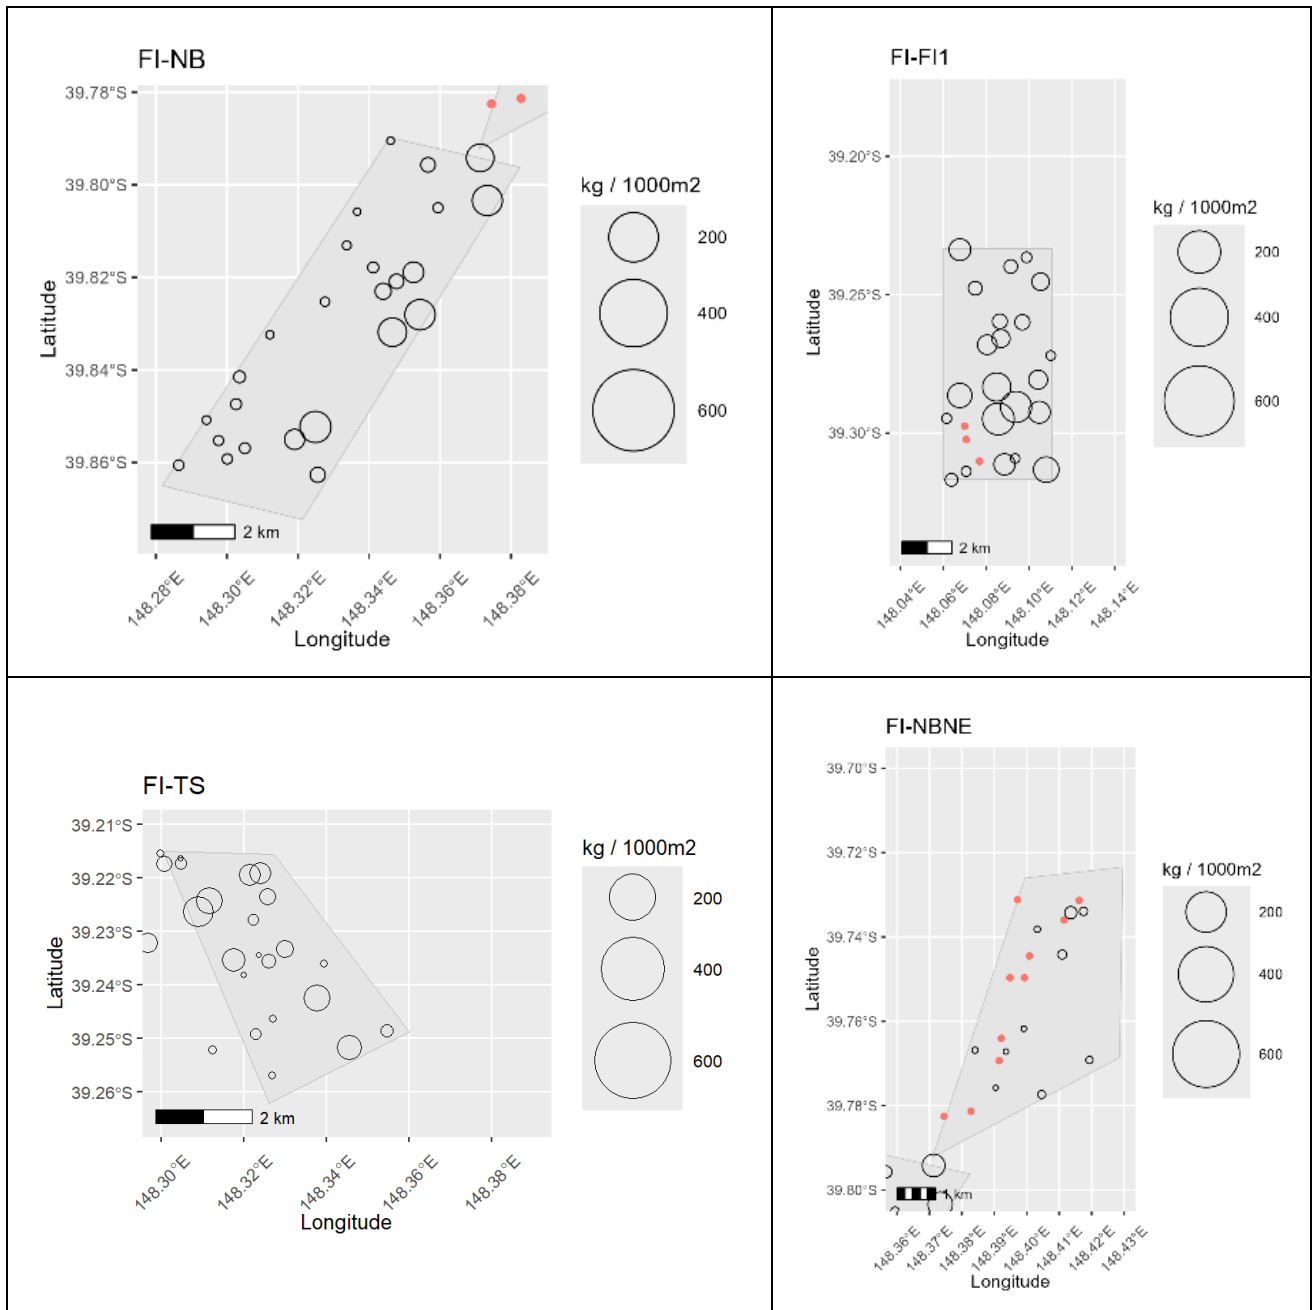 FI-NB
39.78°S
39.80°S
39.82°S
39.84°S
39.86°S
Latitude
2 km
148.28°E
148.30°E
148.32°E
148.34°E
148.36°E
148.38°E
Longitude
kg / 1000m2
200
400
600
FI-FI1
39.20°S
39.25°S
39.30°S
Latitude
2 km
148.04°E
148.06°E
148.08°E
148.10°E
148.12°E
148.14°E
Longitude
kg / 1000m2
200
400
600
FI-TS
39.21°S
39.22°S
39.23°S
39.24°S
39.25°S
39.26°S
Latitude
2 km
148.30°E
148.32°E
148.34°E
148.36°E
148.38°E
Longitude
kg / 1000m2
200
400
600
FI-NBNE
39.70°S
39.72°S
39.74°S
39.76°S
39.78°S
39.80°S
Latitude
1 km
148.36°E
148.37°E
148.38°E
148.39°E
148.40°E
148.41°E
148.42°E
148.43°E
Longitude
kg / 1000m2
200
400
600